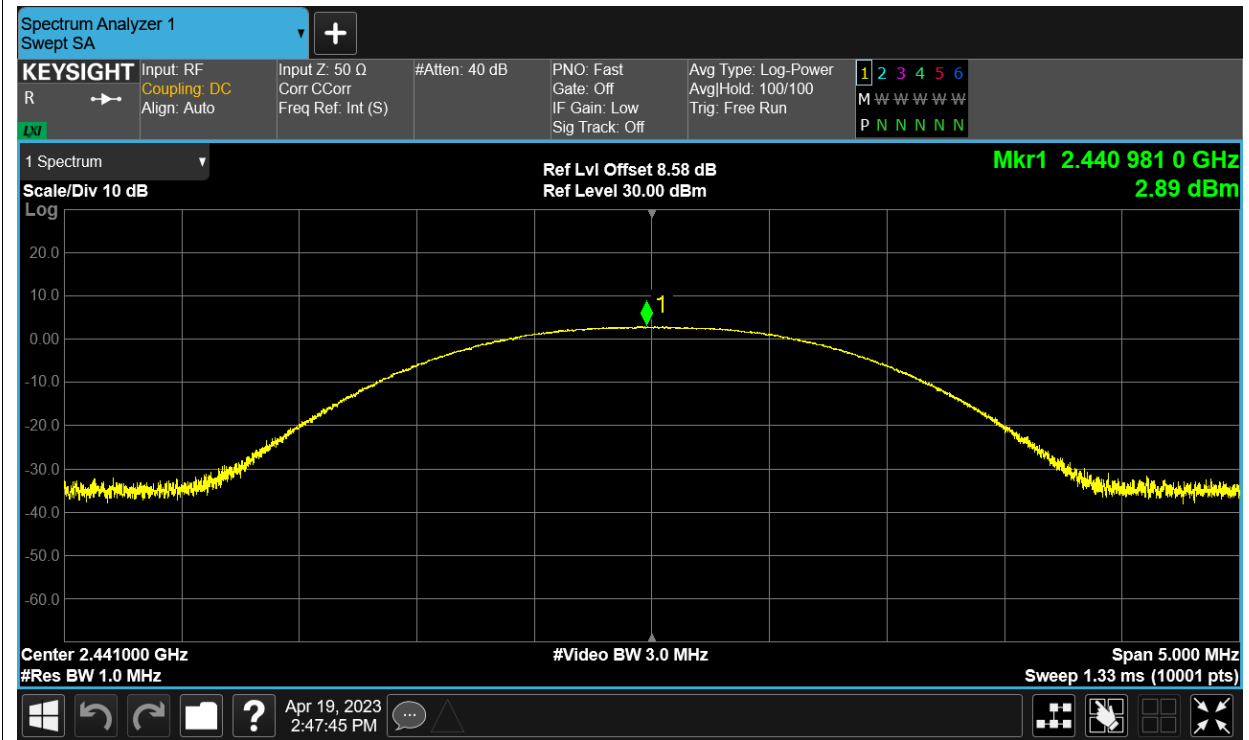 Spectrum Analyzer 1
Swept SA
KEYSIGHT
R
LXI
Input: RF
Coupling: DC
Align: Auto
Input Z: 50 Ω
Corr CCorr
Freq Ref: Int (S)
#Atten: 40 dB
PNO: Fast
Gate: Off
IF Gain: Low
Sig Track: Off
Avg Type: Log-Power
Avg|Hold: 100/100
Trig: Free Run
1 2 3 4 5 6
M W W W W W
P N N N N N
1 Spectrum
Scale/Div 10 dB
Log
Ref Lvl Offset 8.58 dB
Ref Level 30.00 dBm
Mkr1 2.440 981 0 GHz
2.89 dBm
20.0
10.0
1
0.00
-10.0
-20.0
-30.0
-40.0
-50.0
-60.0
Center 2.441000 GHz
#Res BW 1.0 MHz
#Video BW 3.0 MHz
Span 5.000 MHz
Sweep 1.33 ms (10001 pts)
?
Apr 19, 2023
2:47:45 PM